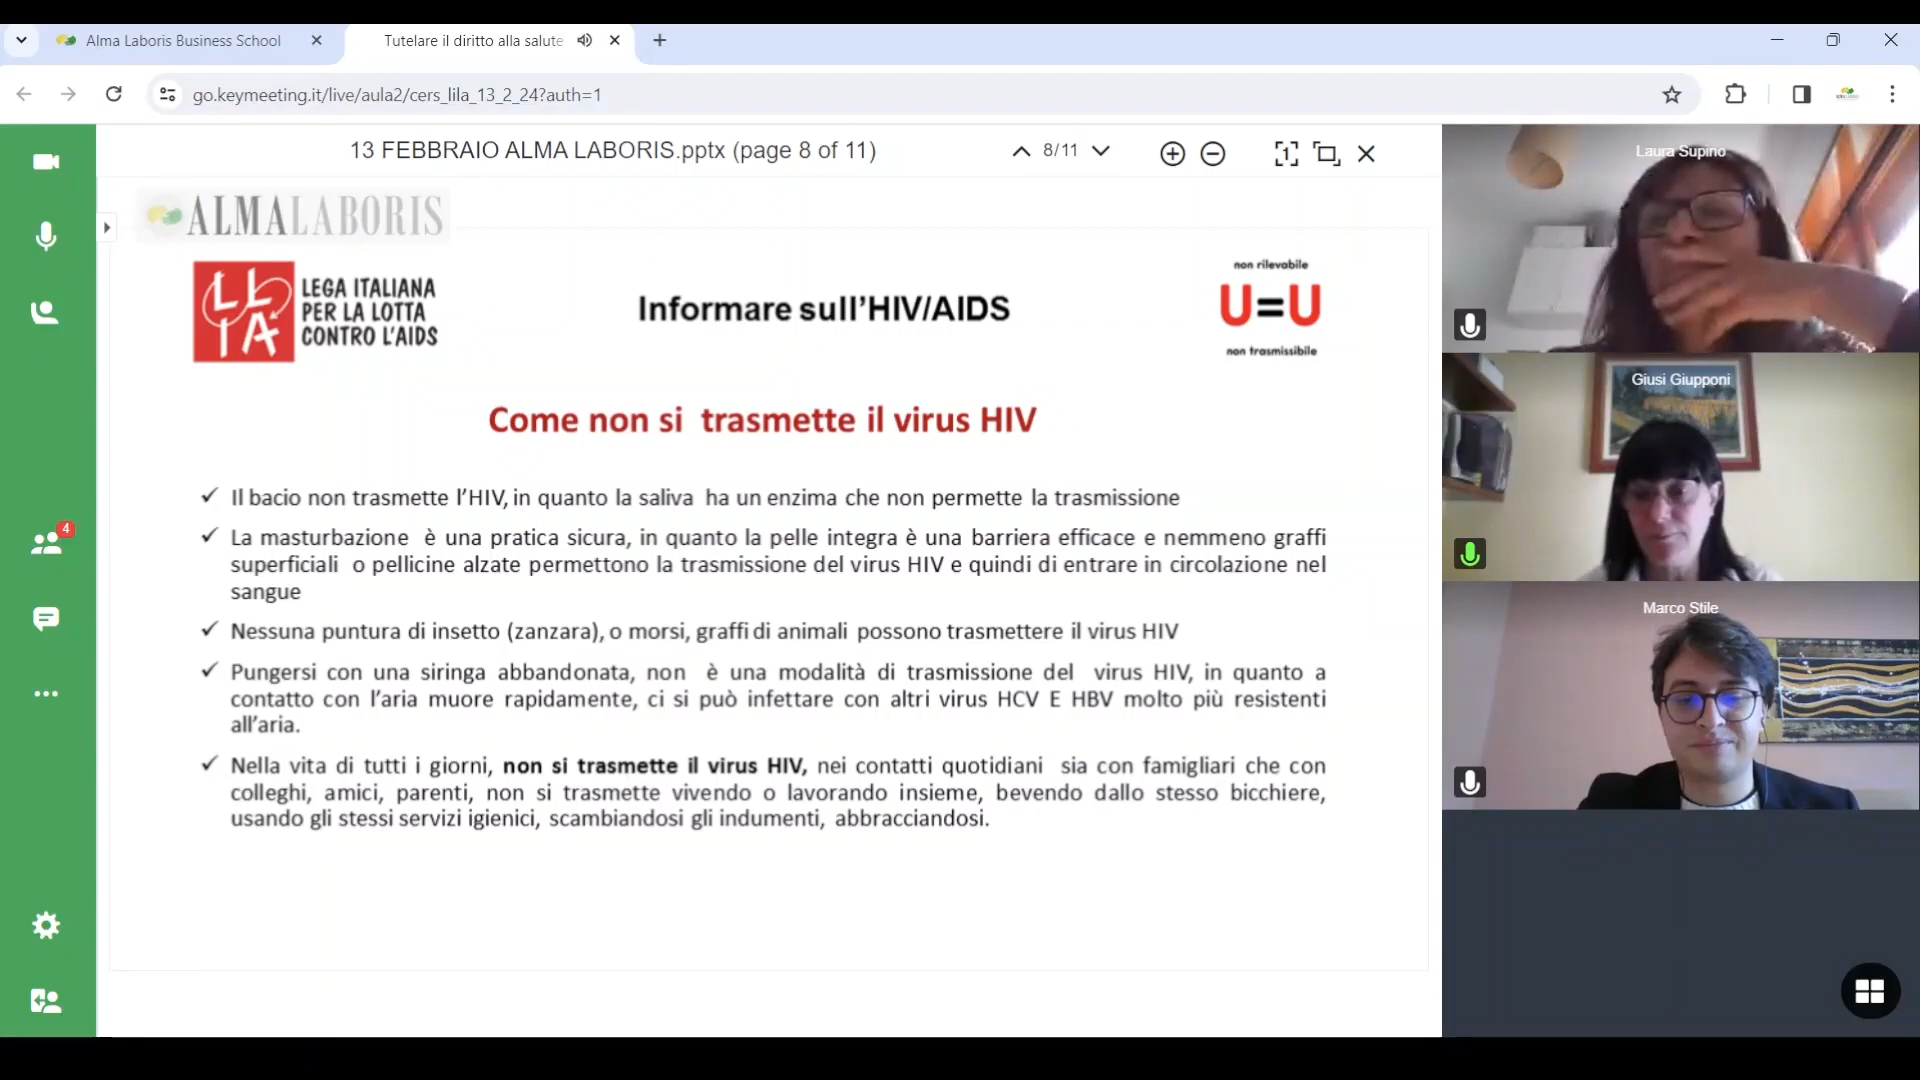 Alma Laboris Business School
Tutelare il diritto alla salute
go.keymeeting.it/live/aula2/cers_lila_13_2_24?auth=1
13 FEBBRAIO ALMA LABORIS.pptx (page 8 of 11)
8/11
ALMALABORIS
LILA
LEGA ITALIANA
PER LA LOTTA
CONTRO L'AIDS
Informare sull'HIV/AIDS
non rilevabile
U=U
non trasmissibile
Come non si trasmette il virus HIV
✓ Il bacio non trasmette l'HIV, in quanto la saliva ha un enzima che non permette la trasmissione
✓ La masturbazione è una pratica sicura, in quanto la pelle integra è una barriera efficace e nemmeno graffi
superficiali o pellicine alzate permettono la trasmissione del virus HIV e quindi di entrare in circolazione nel
sangue
✓ Nessuna puntura di insetto (zanzara), o morsi, graffi di animali possono trasmettere il virus HIV
✓ Pungersi con una siringa abbandonata, non è una modalità di trasmissione del virus HIV, in quanto a
contatto con l'aria muore rapidamente, ci si può infettare con altri virus HCV E HBV molto più resistenti
all'aria.
✓ Nella vita di tutti i giorni, non si trasmette il virus HIV, nei contatti quotidiani sia con famigliari che con
colleghi, amici, parenti, non si trasmette vivendo o lavorando insieme, bevendo dallo stesso bicchiere,
usando gli stessi servizi igienici, scambiandosi gli indumenti, abbracciandosi.
4
Laura Supino
Giusi Giupponi
Marco Stile